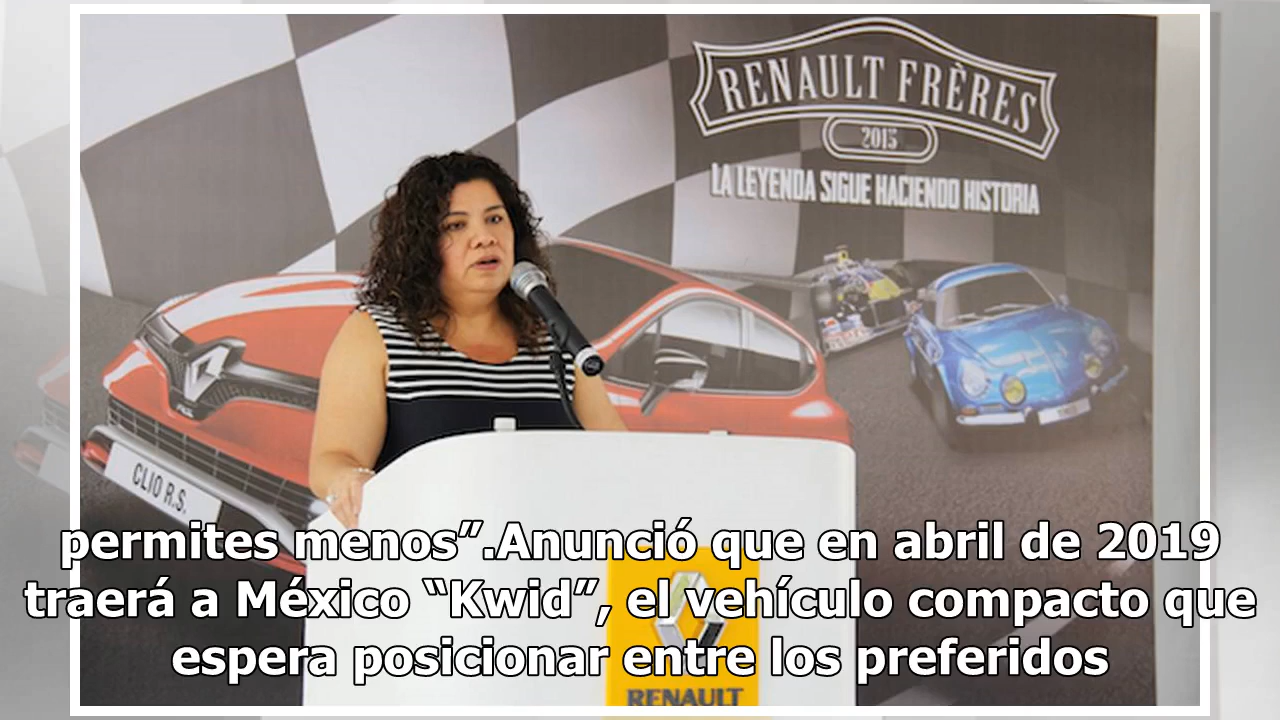 RENAULT FRÈRES
2015
LA LEYENDA SIGUE HACIENDO HISTORIA
CLIO R.S.
permites menos”.Anunció que en abril de 2019
traerá a México “Kwid”, el vehículo compacto que
espera posicionar entre los preferidos
RENAULT